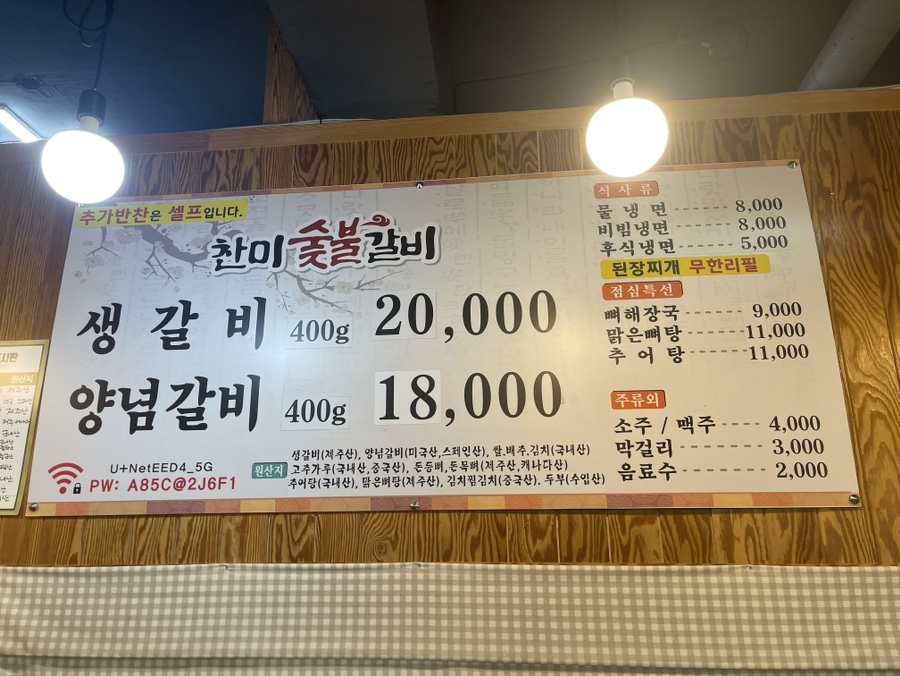 추가반찬은 셀프입니다.
찬미 숯불갈비
생갈비 400g 20,000
양념갈비 400g 18,000
U+NetEED4_5G
PW: A85C@2J6F1
원산지
생갈비(제주산), 양념갈비(미국산,스페인산), 쌀,배추,김치(국내산)
고추가루(국내산,중국산), 돈등뼈,돈목뼈(제주산,캐나다산)
추어탕(국내산), 맑은뼈탕(제주산), 김치찜김치(중국산). 두부(수입산)
식사류
물냉면 8,000
비빔냉면 8,000
후식냉면 5,000
된장찌개 무한리필
점심특선
뼈해장국 9,000
맑은뼈탕 11,000
추어탕 11,000
주류외
소주 / 맥주 4,000
막걸리 3,000
음료수 2,000
원산지